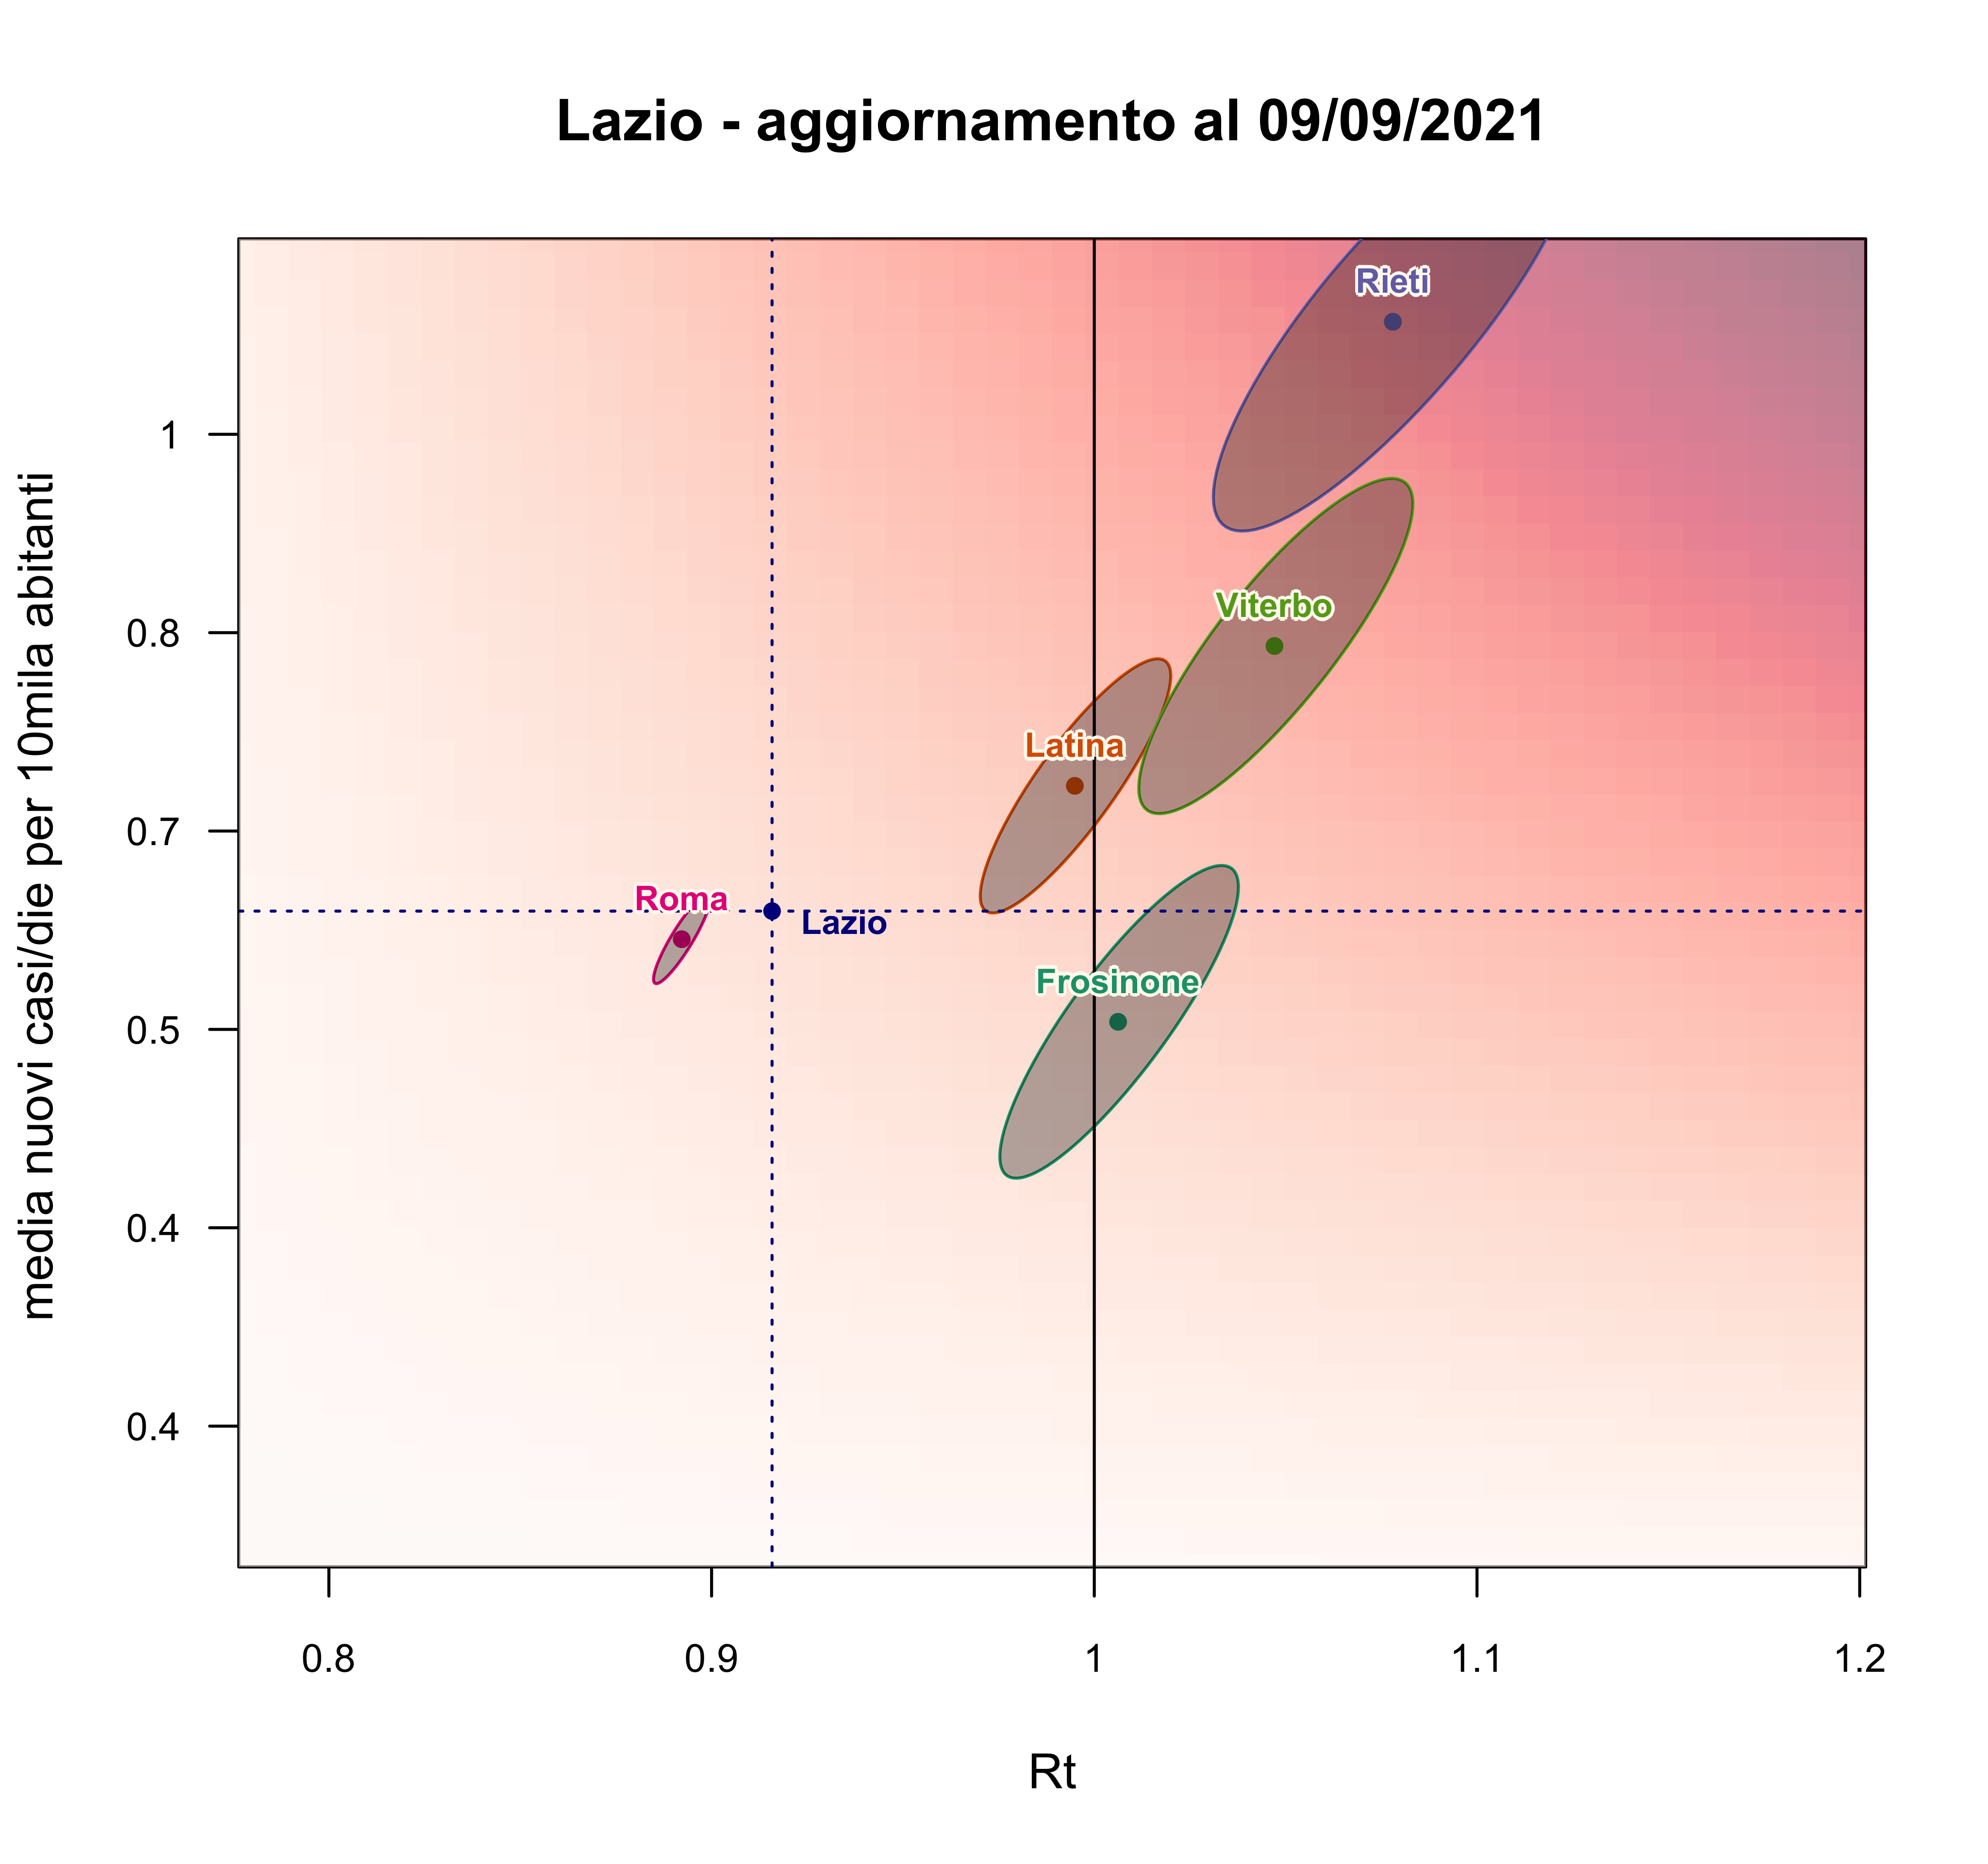 Lazio - aggiornamento al 09/09/2021
media nuovi casi/die per 10mila abitanti
1
0.8
0.7
0.5
0.4
0.4
Rieti
Viterbo
Latina
Roma
Lazio
Frosinone
0.8
0.9
1
1.1
1.2
Rt